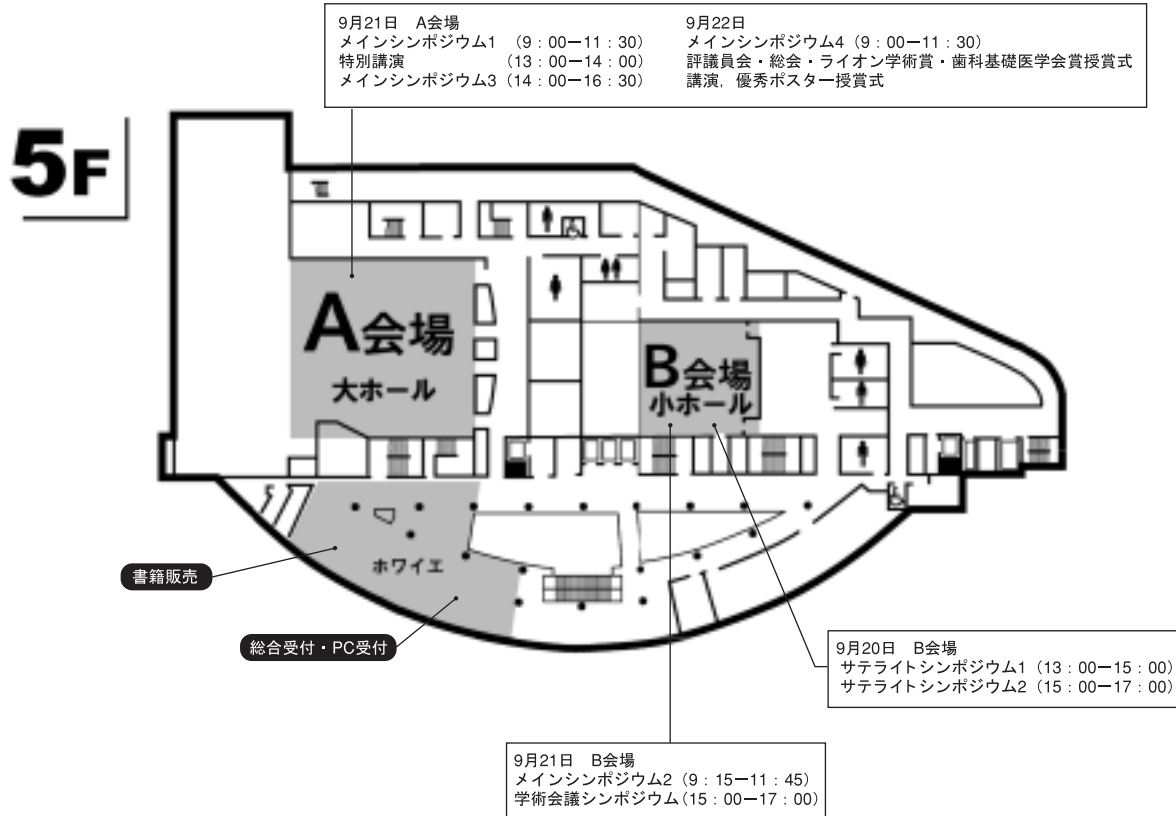 9月21日　A会場
メインシンポジウム1　（9：00ー11：30）
特別講演　（13：00ー14：00）
メインシンポジウム3（14：00ー16：30）
9月22日
メインシンポジウム4（9：00ー11：30）
評議員会・総会・ライオン学術賞・歯科基礎医学会賞授賞式
講演，優秀ポスター授賞式
5F
A会場
大ホール
B会場
小ホール
ホワイエ
書籍販売
総合受付・PC受付
9月20日　B会場
サテライトシンポジウム1（13：00ー15：00）
サテライトシンポジウム2（15：00ー17：00）
9月21日　B会場
メインシンポジウム2（9：15ー11：45）
学術会議シンポジウム（15：00ー17：00）